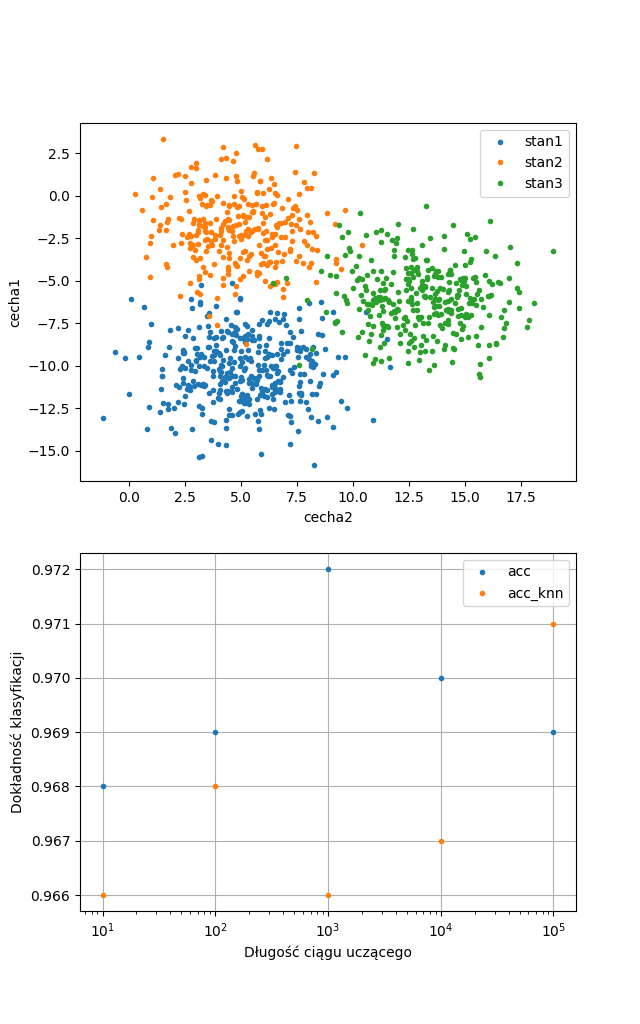 stan1
stan2
stan3
2.5
0.0
−2.5
−5.0
−7.5
−10.0
−12.5
−15.0
cecha1
0.0 2.5 5.0 7.5 10.0 12.5 15.0 17.5
cecha2
acc
acc_knn
0.972
0.971
0.970
0.969
0.968
0.967
0.966
Dokładność klasyfikacji
10¹ 10² 10³ 10⁴ 10⁵
Długość ciągu uczącego